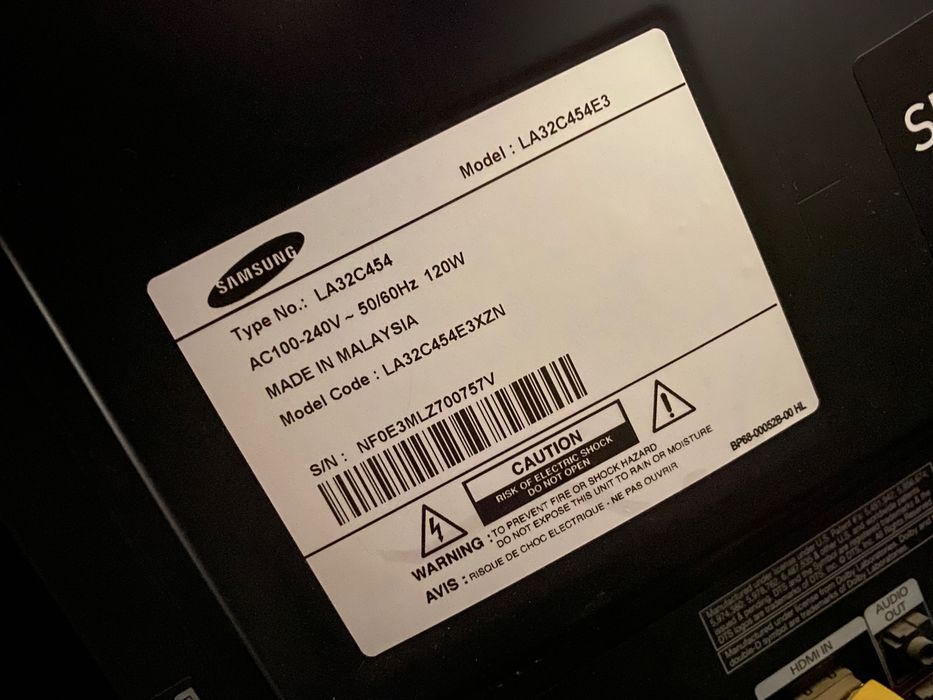 Model : LA32C454E3
SAMSUNG
Type No.: LA32C454
AC100-240V ~ 50/60Hz 120W
MADE IN MALAYSIA
Model Code : LA32C454E3XZN
S/N : NF0E3MLZ700757V
CAUTION
RISK OF ELECTRIC SHOCK
DO NOT OPEN
WARNING : TO PREVENT FIRE OR SHOCK HAZARD
DO NOT EXPOSE THIS UNIT TO RAIN OR MOISTURE
AVIS : RISQUE DE CHOC ELECTRIQUE - NE PAS OUVRIR
BP68-00052B-00 HL
HDMI IN
AUDIO
OUT